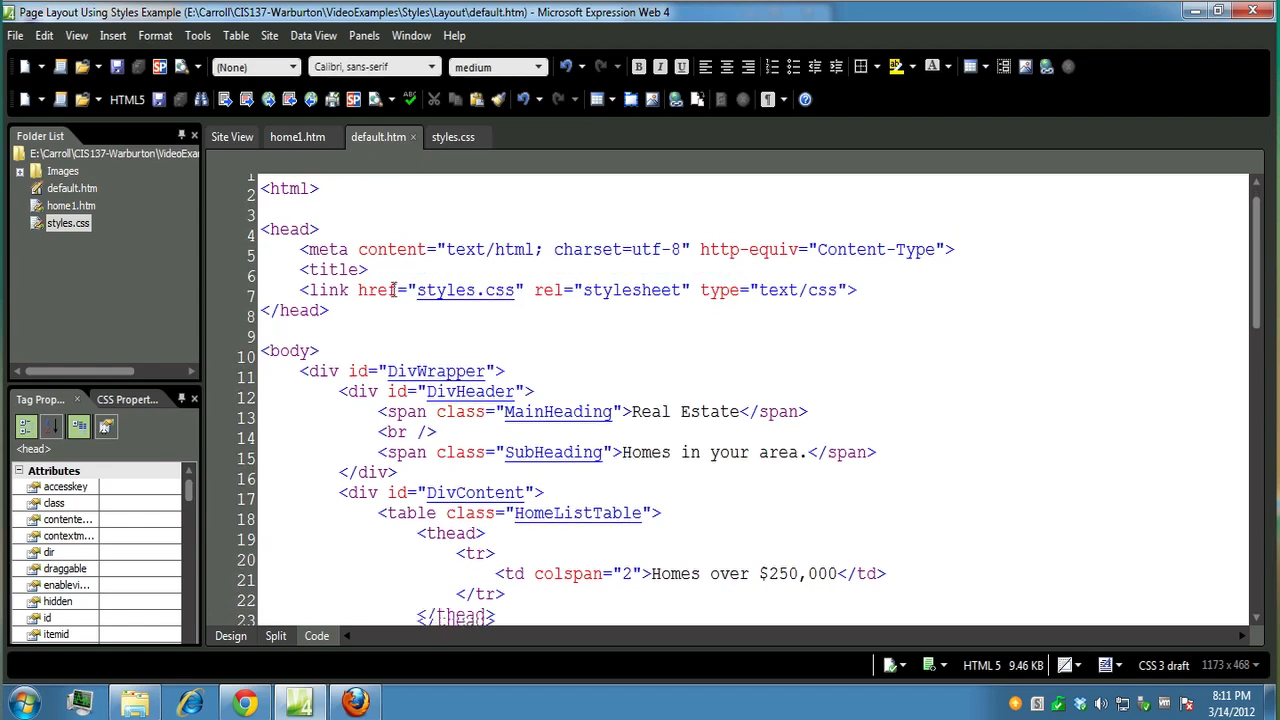 Page Layout Using Styles Example (E:\Carroll\CIS137-Warburton\VideoExamples\Styles\Layout\default.htm) - Microsoft Expression Web 4
File Edit View Insert Format Tools Table Site Data View Panels Window Help
(None) Calibri, sans-serif medium B I U A
HTML5
Folder List
Site View home1.htm default.htm styles.css
E:\Carroll\CIS137-Warburton\VideoExam
Images
default.htm
home1.htm
styles.css
1
2 <html>
3
4 <head>
5 <meta content="text/html; charset=utf-8" http-equiv="Content-Type">
6 <title>
7 <link href="styles.css" rel="stylesheet" type="text/css">
8 </head>
9
10 <body>
11 <div id="DivWrapper">
12 <div id="DivHeader">
13 <span class="MainHeading">Real Estate</span>
14 <br />
15 <span class="SubHeading">Homes in your area.</span>
16 </div>
17 <div id="DivContent">
18 <table class="HomeListTable">
19 <thead>
20 <tr>
21 <td colspan="2">Homes over $250,000</td>
22 </tr>
23 </thead>
Tag Prop... CSS Propert...
<head>
Attributes
accesskey
class
contente...
contextm...
dir
draggable
enablevi...
hidden
id
itemid
Design Split Code
HTML 5 9.46 KB CSS 3 draft 1173 x 468
8:11 PM
3/14/2012